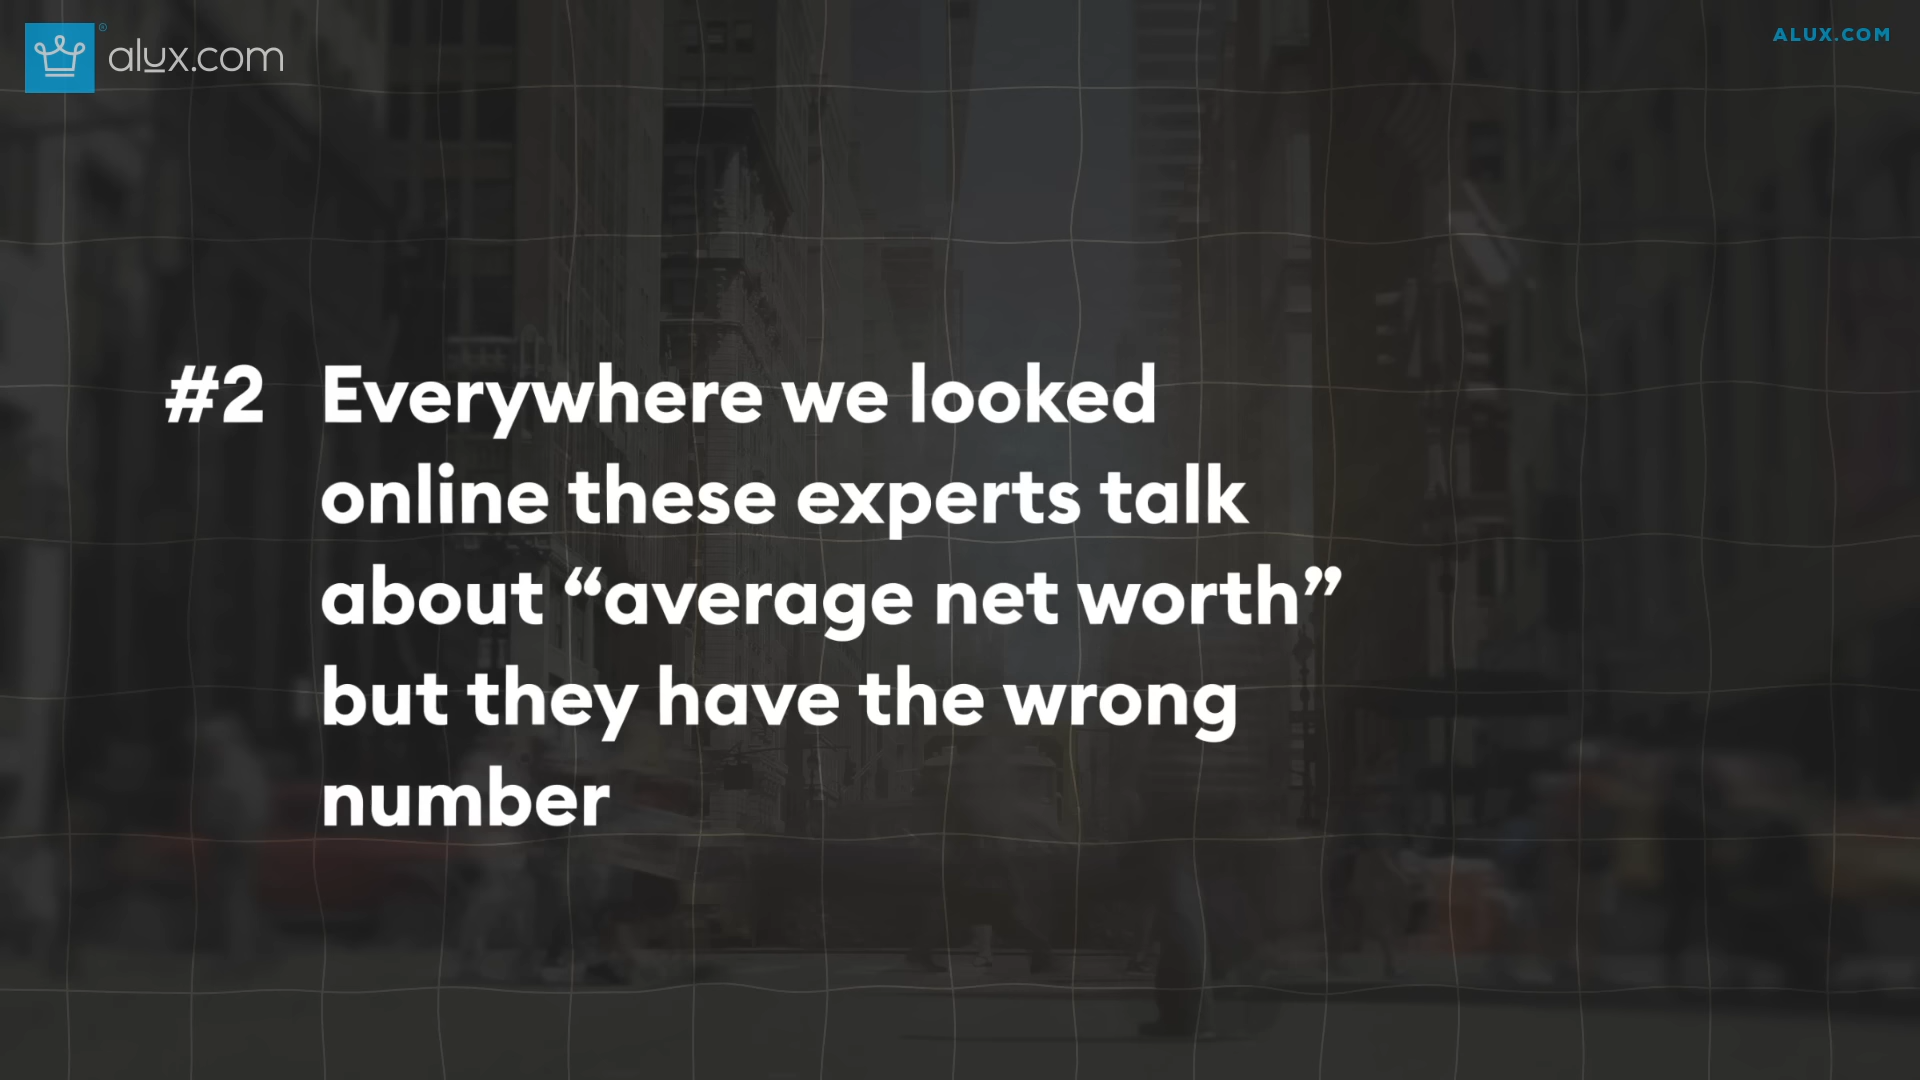 alux.com
ALUX.COM
#2 Everywhere we looked
online these experts talk
about “average net worth”
but they have the wrong
number